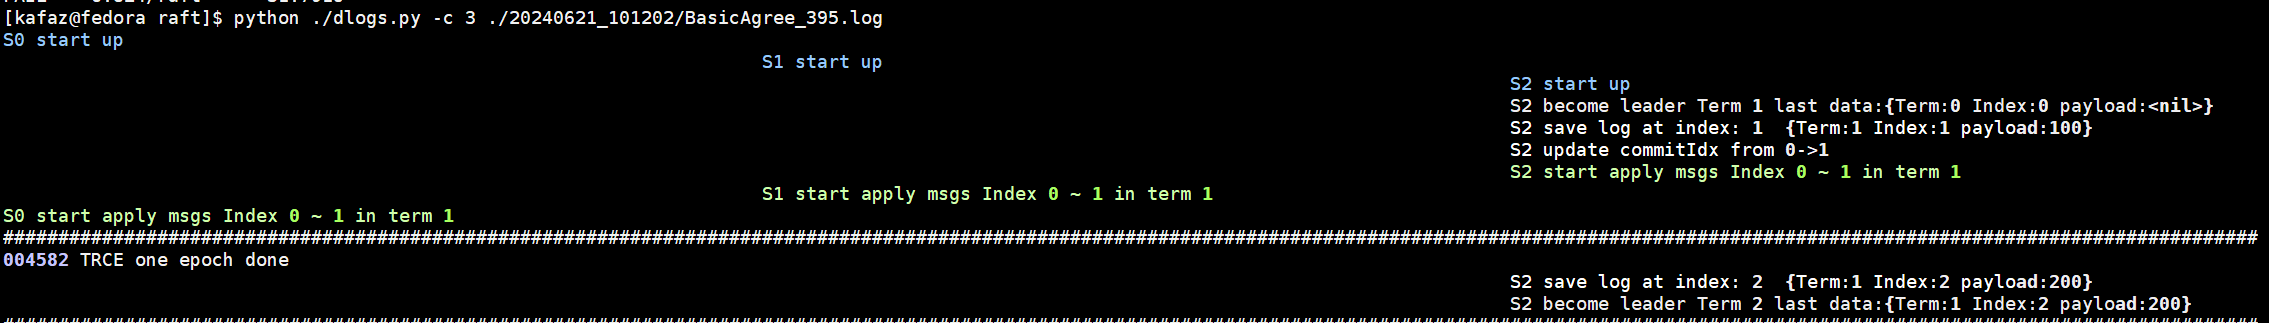 [kafaz@fedora raft]$ python ./dlogs.py -c 3 ./20240621_101202/BasicAgree_395.log
S0 start up
S1 start up
S2 start up
S2 become leader Term 1 last data:{Term:0 Index:0 payload:<nil>}
S2 save log at index: 1  {Term:1 Index:1 payload:100}
S2 update commitIdx from 0->1
S2 start apply msgs Index 0 ~ 1 in term 1
S1 start apply msgs Index 0 ~ 1 in term 1
S0 start apply msgs Index 0 ~ 1 in term 1
#############################################################################################################################################################################################################
004582 TRCE one epoch done
S2 save log at index: 2  {Term:1 Index:2 payload:200}
S2 become leader Term 2 last data:{Term:1 Index:2 payload:200}